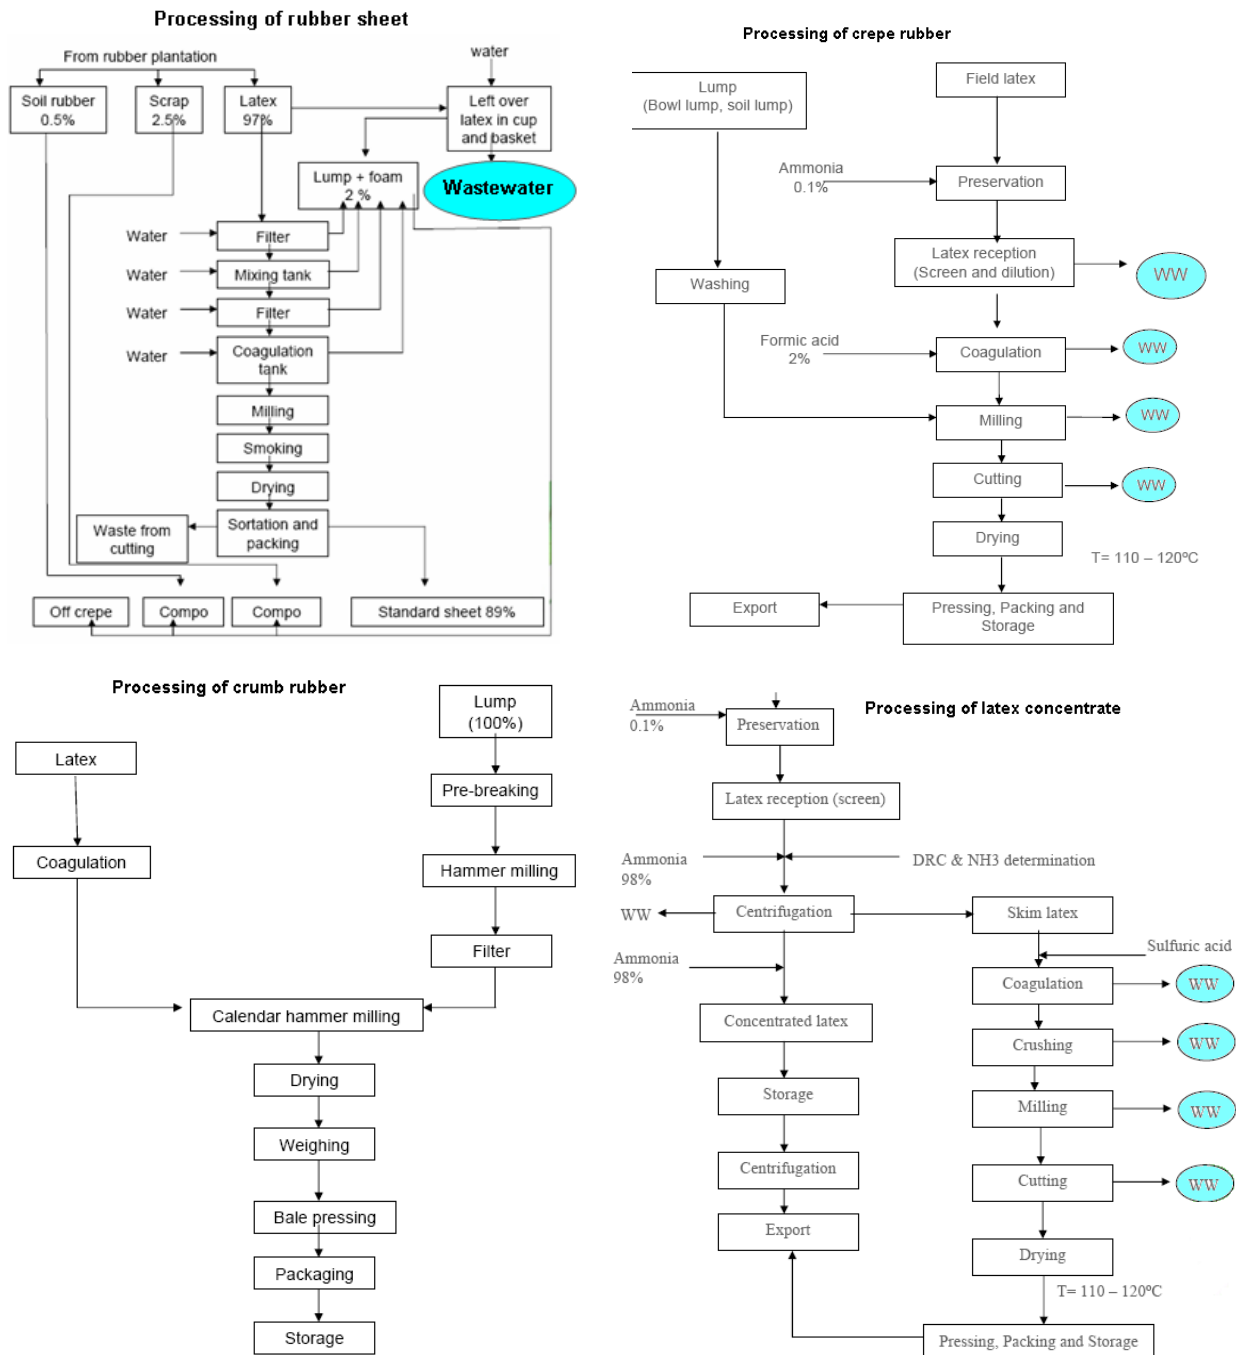 Processing of rubber sheet
From rubber plantation
water
Soil rubber
0.5%
Scrap
2.5%
Latex
97%
Left over
latex in cup
and basket
Lump + foam
2 %
Wastewater
Water
Filter
Water
Mixing tank
Water
Filter
Water
Coagulation
tank
Milling
Smoking
Drying
Waste from
cutting
Sortation and
packing
Off crepe
Compo
Compo
Standard sheet 89%
Processing of crepe rubber
Lump
(Bowl lump, soil lump)
Field latex
Ammonia
0.1%
Preservation
Latex reception
(Screen and dilution)
WW
Washing
Formic acid
2%
Coagulation
WW
Milling
WW
Cutting
WW
Drying
T= 110 – 120ºC
Export
Pressing, Packing and
Storage
Processing of crumb rubber
Lump
(100%)
Latex
Pre-breaking
Coagulation
Hammer milling
Filter
Calendar hammer milling
Drying
Weighing
Bale pressing
Packaging
Storage
Processing of latex concentrate
Ammonia
0.1%
Preservation
Latex reception (screen)
Ammonia
98%
DRC & NH3 determination
WW
Centrifugation
Skim latex
Ammonia
98%
Sulfuric acid
Coagulation
WW
Concentrated latex
Crushing
WW
Storage
Milling
WW
Centrifugation
Cutting
WW
Export
Drying
T= 110 – 120ºC
Pressing, Packing and Storage